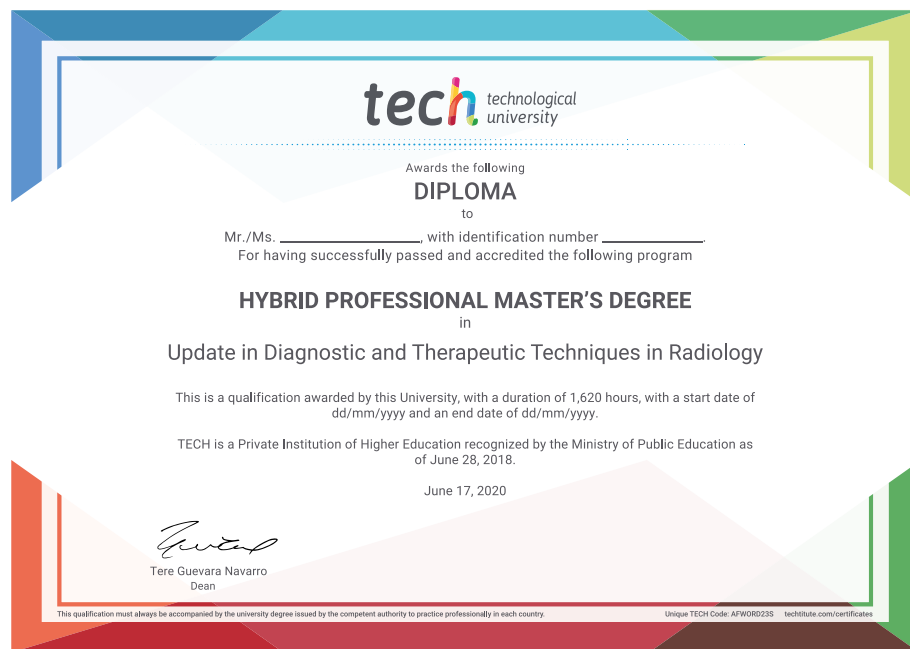 tech technological
university
Awards the following
DIPLOMA
to
Mr./Ms. ____________________, with identification number ______________.
For having successfully passed and accredited the following program
HYBRID PROFESSIONAL MASTER'S DEGREE
in
Update in Diagnostic and Therapeutic Techniques in Radiology
This is a qualification awarded by this University, with a duration of 1,620 hours, with a start date of
dd/mm/yyyy and an end date of dd/mm/yyyy.
TECH is a Private Institution of Higher Education recognized by the Ministry of Public Education as
of June 28, 2018.
June 17, 2020
Tere Guevara Navarro
Dean
This qualification must always be accompanied by the university degree issued by the competent authority to practice professionally in each country. Unique TECH Code: AFWORD23S techtitute.com/certificates